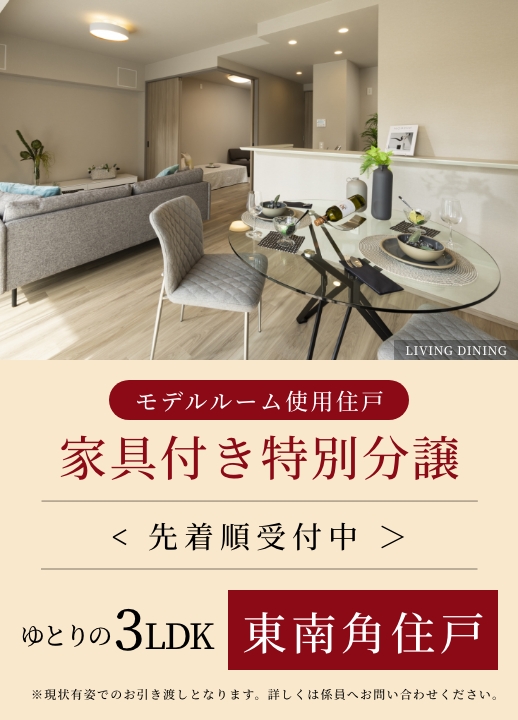 LIVING DINING
モデルルーム使用住戸
家具付き特別分譲
< 先着順受付中 >
ゆとりの3LDK 東南角住戸
※現状有姿でのお引き渡しとなります。詳しくは係員へお問い合わせください。